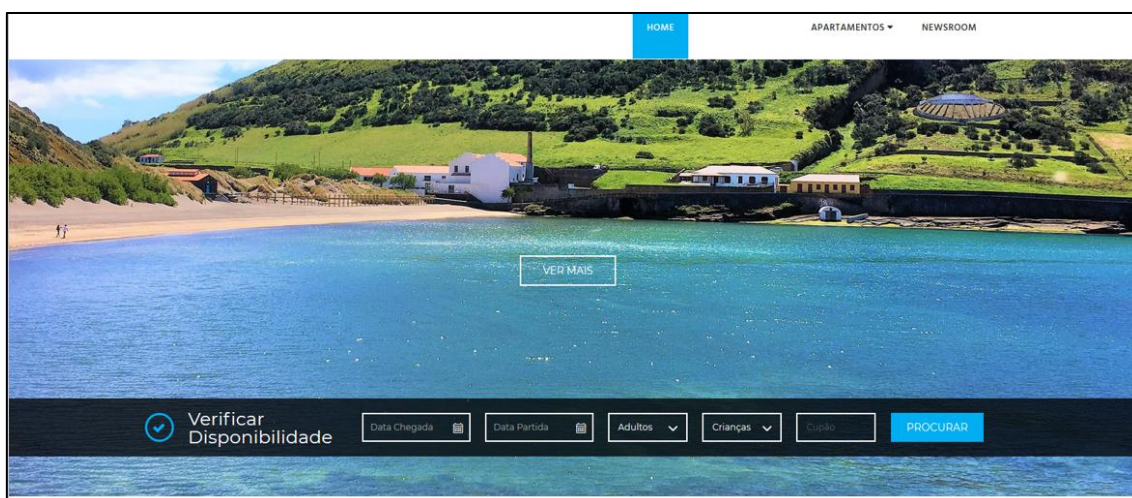 HOME
APARTAMENTOS
NEWSROOM
VER MAIS
Verificar
Disponibilidade
Data Chegada
Data Partida
Adultos
Crianças
Cupão
PROCURAR